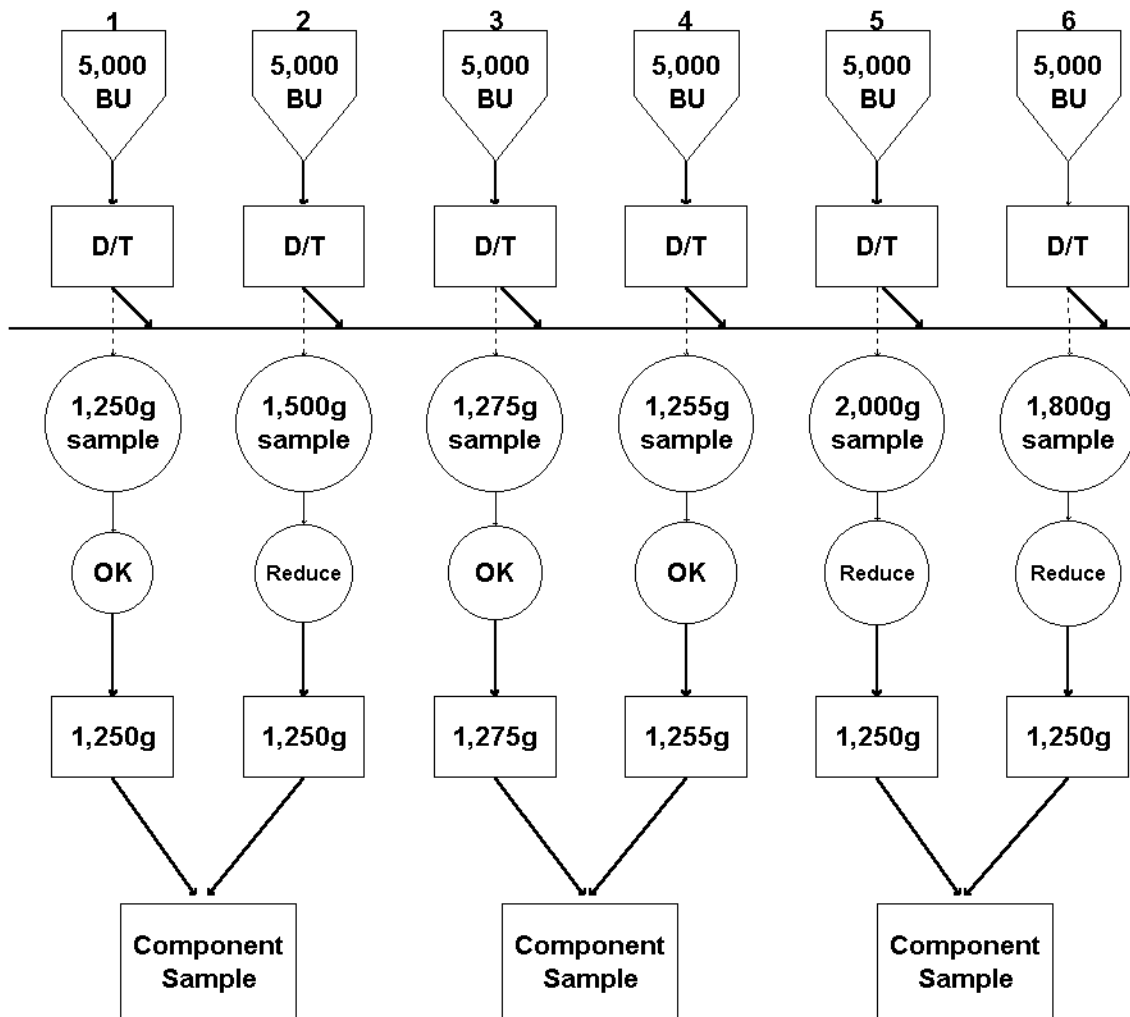 1 2 3 4 5 6
5,000 5,000 5,000 5,000 5,000 5,000
BU BU BU BU BU BU
D/T D/T D/T D/T D/T D/T
1,250g 1,500g 1,275g 1,255g 2,000g 1,800g
sample sample sample sample sample sample
OK Reduce OK OK Reduce Reduce
1,250g 1,250g 1,275g 1,255g 1,250g 1,250g
Component Component Component
Sample Sample Sample